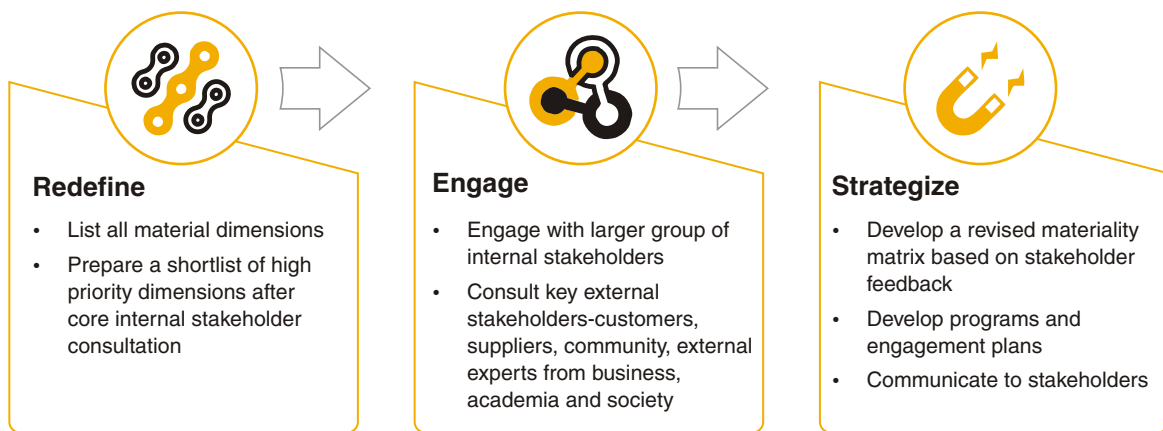 Redefine
• List all material dimensions
• Prepare a shortlist of high
priority dimensions after
core internal stakeholder
consultation
Engage
• Engage with larger group of
internal stakeholders
• Consult key external
stakeholders-customers,
suppliers, community, external
experts from business,
academia and society
Strategize
• Develop a revised materiality
matrix based on stakeholder
feedback
• Develop programs and
engagement plans
• Communicate to stakeholders